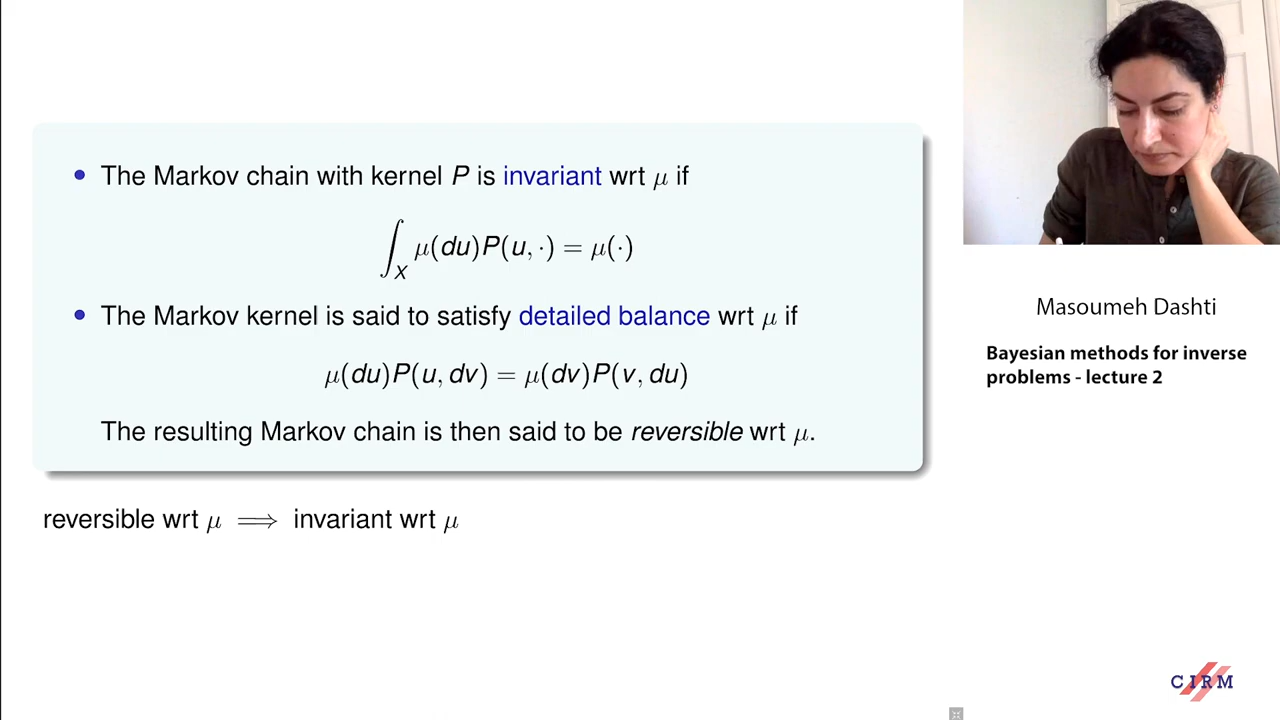 • The Markov chain with kernel P is invariant wrt μ if
∫_X μ(du)P(u, ·) = μ(·)
• The Markov kernel is said to satisfy detailed balance wrt μ if
μ(du)P(u, dv) = μ(dv)P(v, du)
The resulting Markov chain is then said to be reversible wrt μ.
reversible wrt μ ⟹ invariant wrt μ
Masoumeh Dashti
Bayesian methods for inverse
problems - lecture 2
CIRM